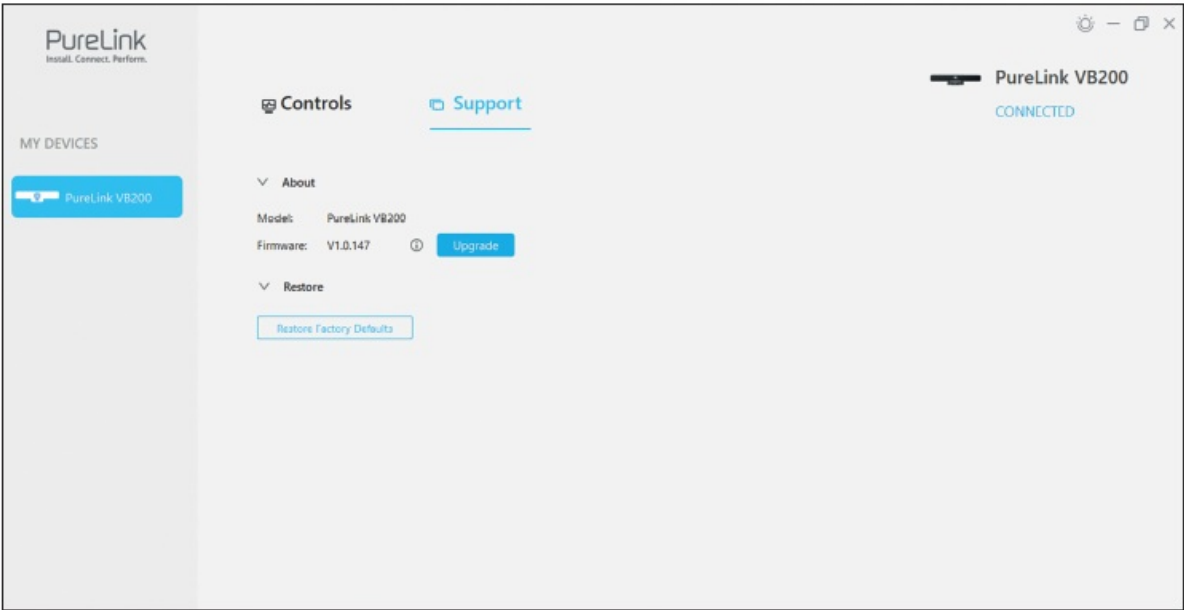 PureLink
Install. Connect. Perform.
PureLink VB200
CONNECTED
Controls
Support
MY DEVICES
PureLink VB200
About
Model: PureLink VB200
Firmware: V1.0.147 Upgrade
Restore
Restore Factory Defaults